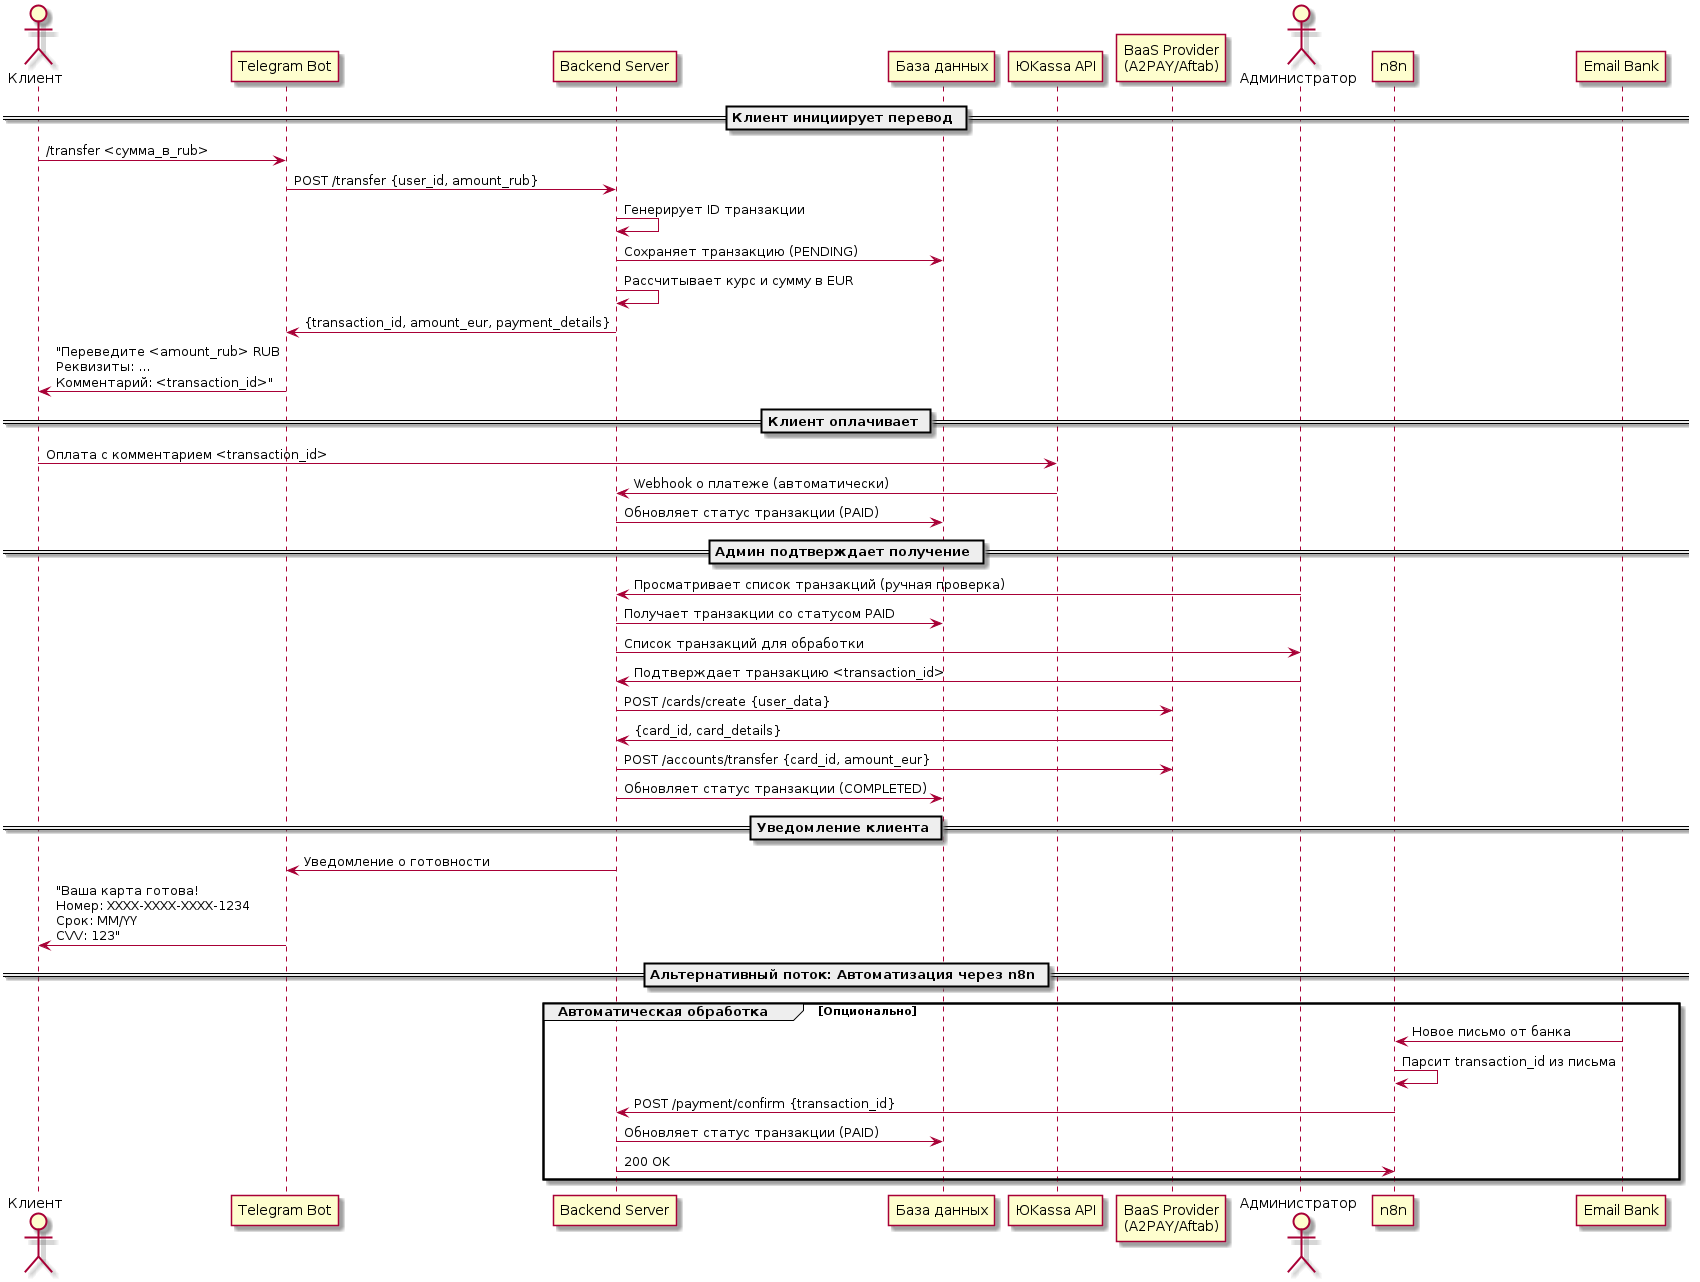 Клиент
Telegram Bot
Backend Server
База данных
ЮKassa API
BaaS Provider
(A2PAY/Aftab)
Администратор
n8n
Email Bank
Клиент инициирует перевод
/transfer <сумма_в_rub>
POST /transfer {user_id, amount_rub}
Генерирует ID транзакции
Сохраняет транзакцию (PENDING)
Рассчитывает курс и сумму в EUR
{transaction_id, amount_eur, payment_details}
"Переведите <amount_rub> RUB
Реквизиты: ...
Комментарий: <transaction_id>"
Клиент оплачивает
Оплата с комментарием <transaction_id>
Webhook о платеже (автоматически)
Обновляет статус транзакции (PAID)
Админ подтверждает получение
Просматривает список транзакций (ручная проверка)
Получает транзакции со статусом PAID
Список транзакций для обработки
Подтверждает транзакцию <transaction_id>
POST /cards/create {user_data}
{card_id, card_details}
POST /accounts/transfer {card_id, amount_eur}
Обновляет статус транзакции (COMPLETED)
Уведомление клиента
Уведомление о готовности
"Ваша карта готова!
Номер: XXXX-XXXX-XXXX-1234
Срок: MM/YY
CVV: 123"
Альтернативный поток: Автоматизация через n8n
Автоматическая обработка [Опционально]
Новое письмо от банка
Парсит transaction_id из письма
POST /payment/confirm {transaction_id}
Обновляет статус транзакции (PAID)
200 OK
Клиент
Telegram Bot
Backend Server
База данных
ЮKassa API
BaaS Provider
(A2PAY/Aftab)
Администратор
n8n
Email Bank